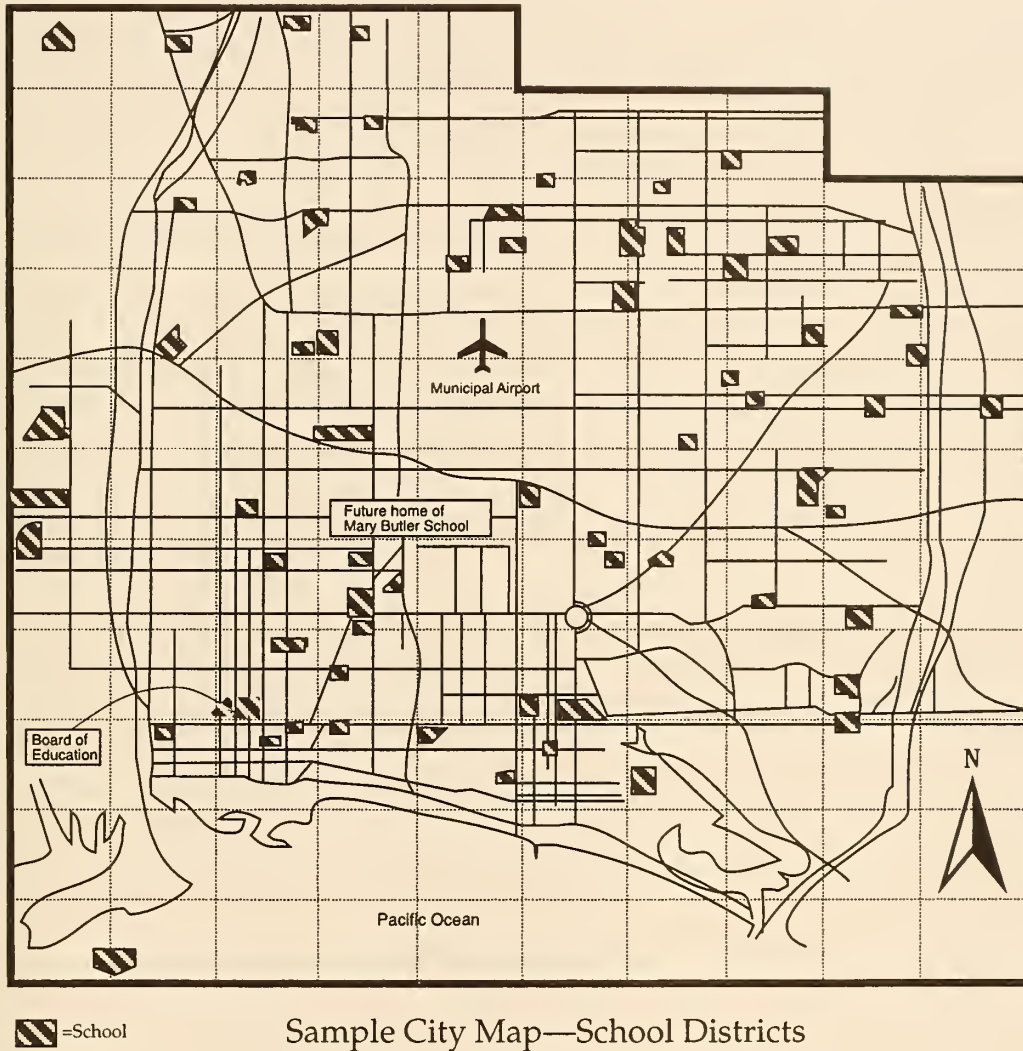 Municipal Airport
Future home of
Mary Butler School
Board of
Education
N
Pacific Ocean
=School
Sample City Map—School Districts